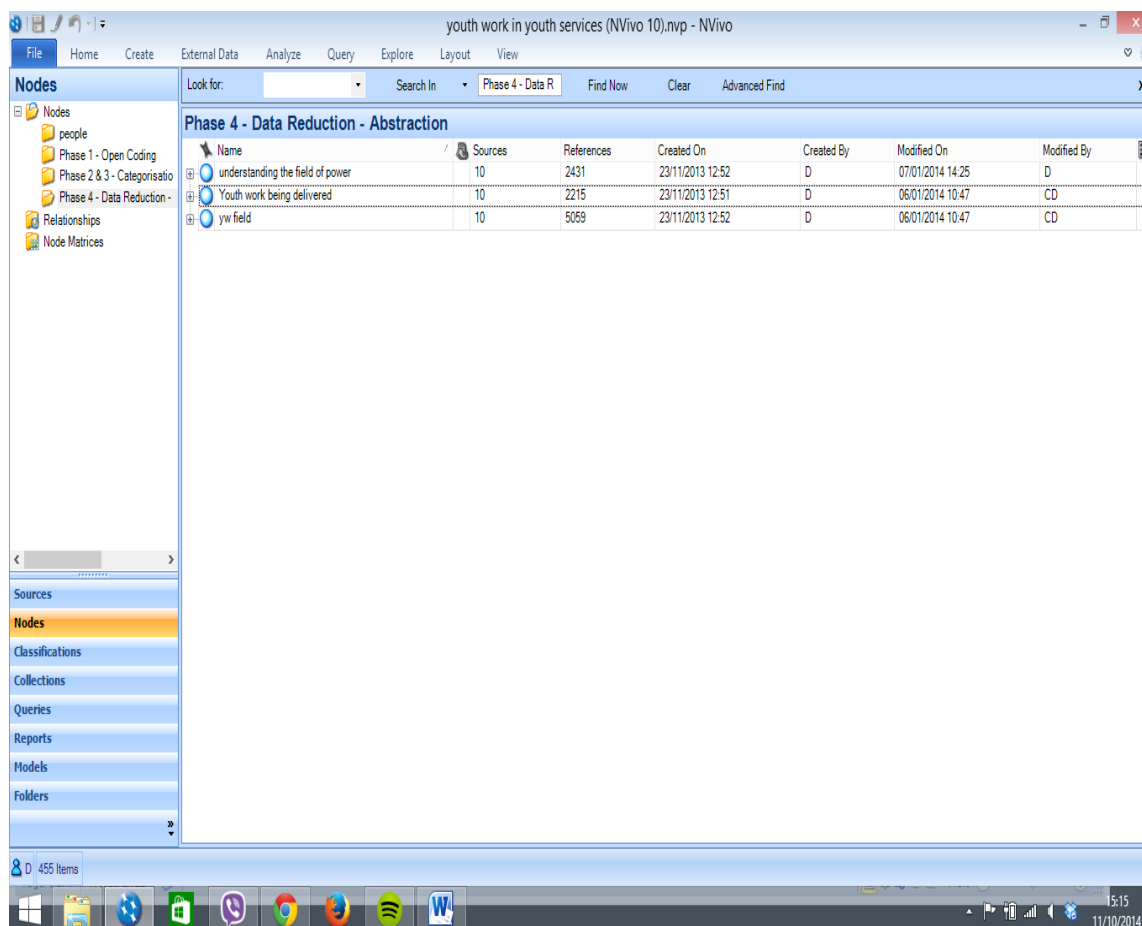 youth work in youth services (NVivo 10).nvp - NVivo
File Home Create External Data Analyze Query Explore Layout View
Nodes
Look for: Search In Phase 4 - Data R Find Now Clear Advanced Find
Nodes
people
Phase 1 - Open Coding
Phase 2 & 3 - Categorisatio
Phase 4 - Data Reduction -
Relationships
Node Matrices
Phase 4 - Data Reduction - Abstraction
Name Sources References Created On Created By Modified On Modified By
understanding the field of power 10 2431 23/11/2013 12:52 D 07/01/2014 14:25 D
Youth work being delivered 10 2215 23/11/2013 12:51 D 06/01/2014 10:47 CD
yw field 10 5059 23/11/2013 12:52 D 06/01/2014 10:47 CD
Sources
Nodes
Classifications
Collections
Queries
Reports
Models
Folders
D 455 Items
15:15
11/10/2014